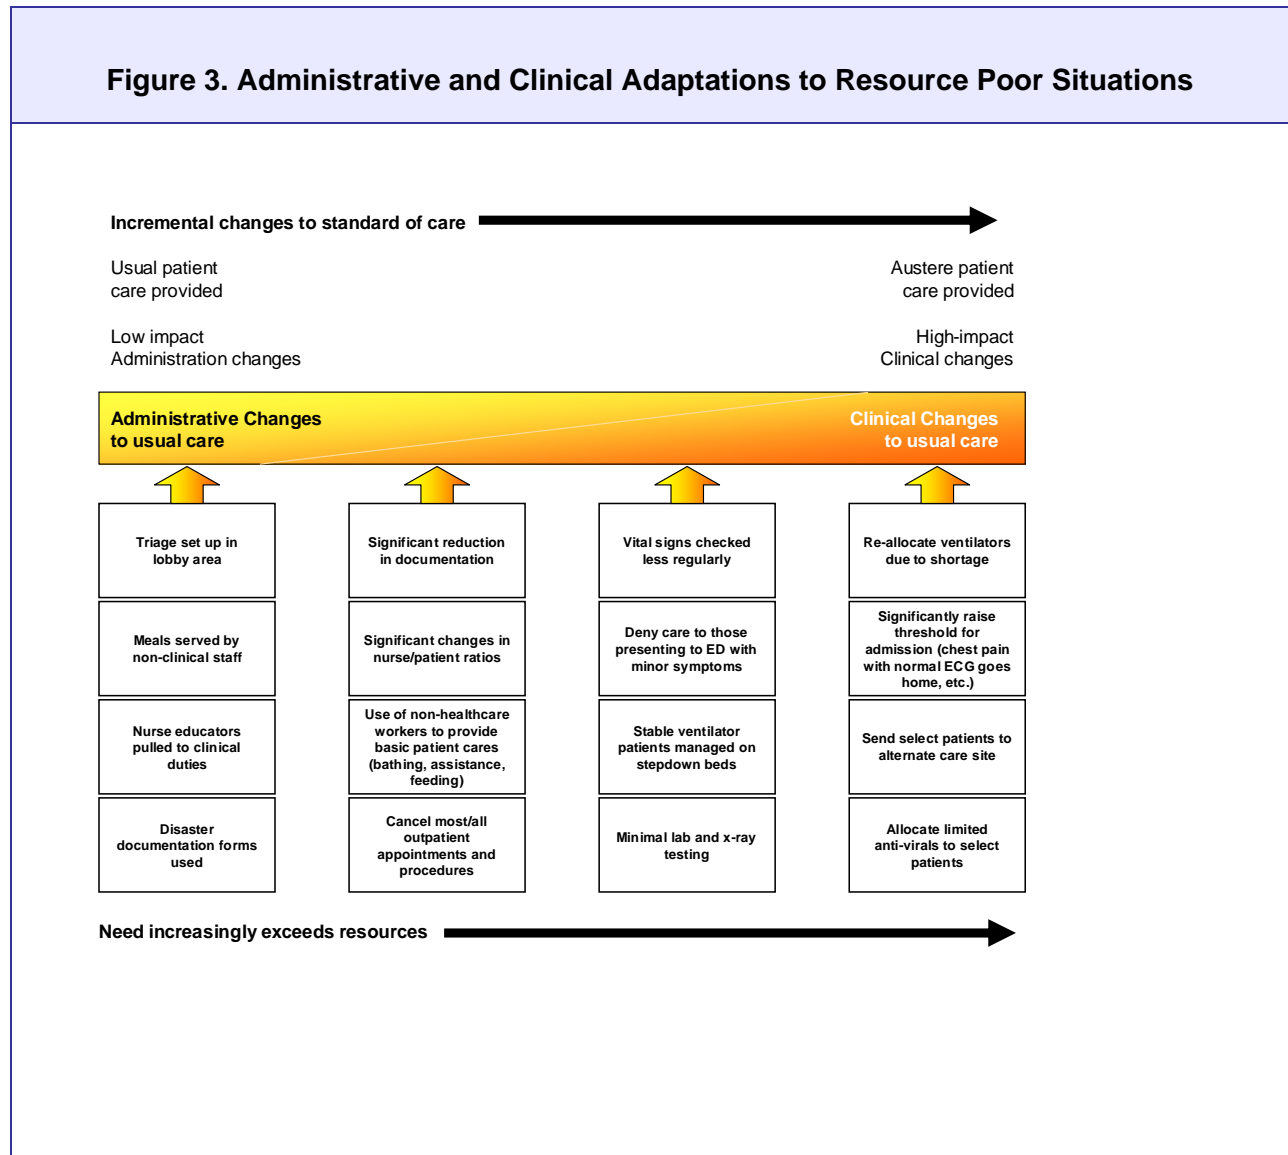 Figure 3. Administrative and Clinical Adaptations to Resource Poor Situations
Incremental changes to standard of care
Usual patient
care provided
Austere patient
care provided
Low impact
Administration changes
High-impact
Clinical changes
Administrative Changes
to usual care
Clinical Changes
to usual care
Triage set up in
lobby area
Meals served by
non-clinical staff
Nurse educators
pulled to clinical
duties
Disaster
documentation forms
used
Significant reduction
in documentation
Significant changes in
nurse/patient ratios
Use of non-healthcare
workers to provide
basic patient cares
(bathing, assistance,
feeding)
Cancel most/all
outpatient
appointments and
procedures
Vital signs checked
less regularly
Deny care to those
presenting to ED with
minor symptoms
Stable ventilator
patients managed on
stepdown beds
Minimal lab and x-ray
testing
Re-allocate ventilators
due to shortage
Significantly raise
threshold for
admission (chest pain
with normal ECG goes
home, etc.)
Send select patients to
alternate care site
Allocate limited
anti-virals to select
patients
Need increasingly exceeds resources